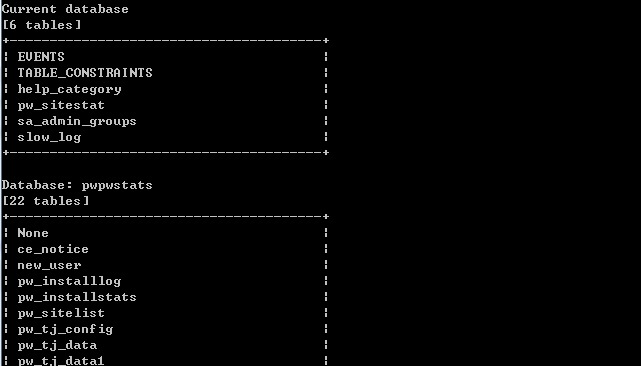 Current database
[6 tables]
+---------------------------------------+
| EVENTS |
| TABLE_CONSTRAINTS |
| help_category |
| pw_sitestat |
| sa_admin_groups |
| slow_log |
+---------------------------------------+
Database: pwpwstats
[22 tables]
+---------------------------------------+
| None |
| ce_notice |
| new_user |
| pw_installlog |
| pw_installstats |
| pw_sitelist |
| pw_tj_config |
| pw_tj_data |
| pw_tj_data1 |